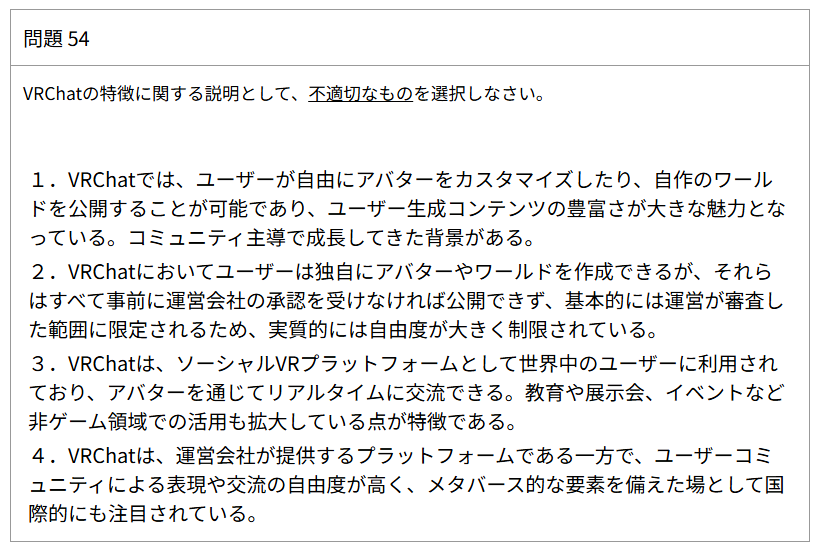 問題 54
VRChatの特徴に関する説明として、不適切なものを選択しなさい。
１．VRChatでは、ユーザーが自由にアバターをカスタマイズしたり、自作のワール
ドを公開することが可能であり、ユーザー生成コンテンツの豊富さが大きな魅力とな
っている。コミュニティ主導で成長してきた背景がある。
２．VRChatにおいてユーザーは独自にアバターやワールドを作成できるが、それら
はすべて事前に運営会社の承認を受けなければ公開できず、基本的には運営が審査し
た範囲に限定されるため、実質的には自由度が大きく制限されている。
３．VRChatは、ソーシャルVRプラットフォームとして世界中のユーザーに利用され
ており、アバターを通じてリアルタイムに交流できる。教育や展示会、イベントなど
非ゲーム領域での活用も拡大している点が特徴である。
４．VRChatは、運営会社が提供するプラットフォームである一方で、ユーザーコミ
ュニティによる表現や交流の自由度が高く、メタバース的な要素を備えた場として国
際的にも注目されている。